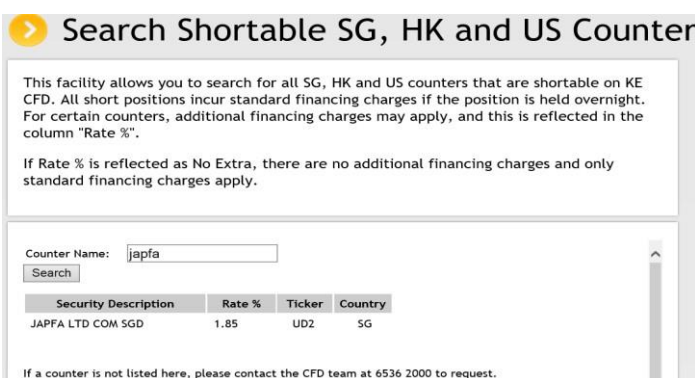 Search Shortable SG, HK and US Counter
This facility allows you to search for all SG, HK and US counters that are shortable on KE
CFD. All short positions incur standard financing charges if the position is held overnight.
For certain counters, additional financing charges may apply, and this is reflected in the
column "Rate %".
If Rate % is reflected as No Extra, there are no additional financing charges and only
standard financing charges apply.
Counter Name: japfa
Search
Security Description Rate % Ticker Country
JAPFA LTD COM SGD 1.85 UD2 SG
If a counter is not listed here, please contact the CFD team at 6536 2000 to request.